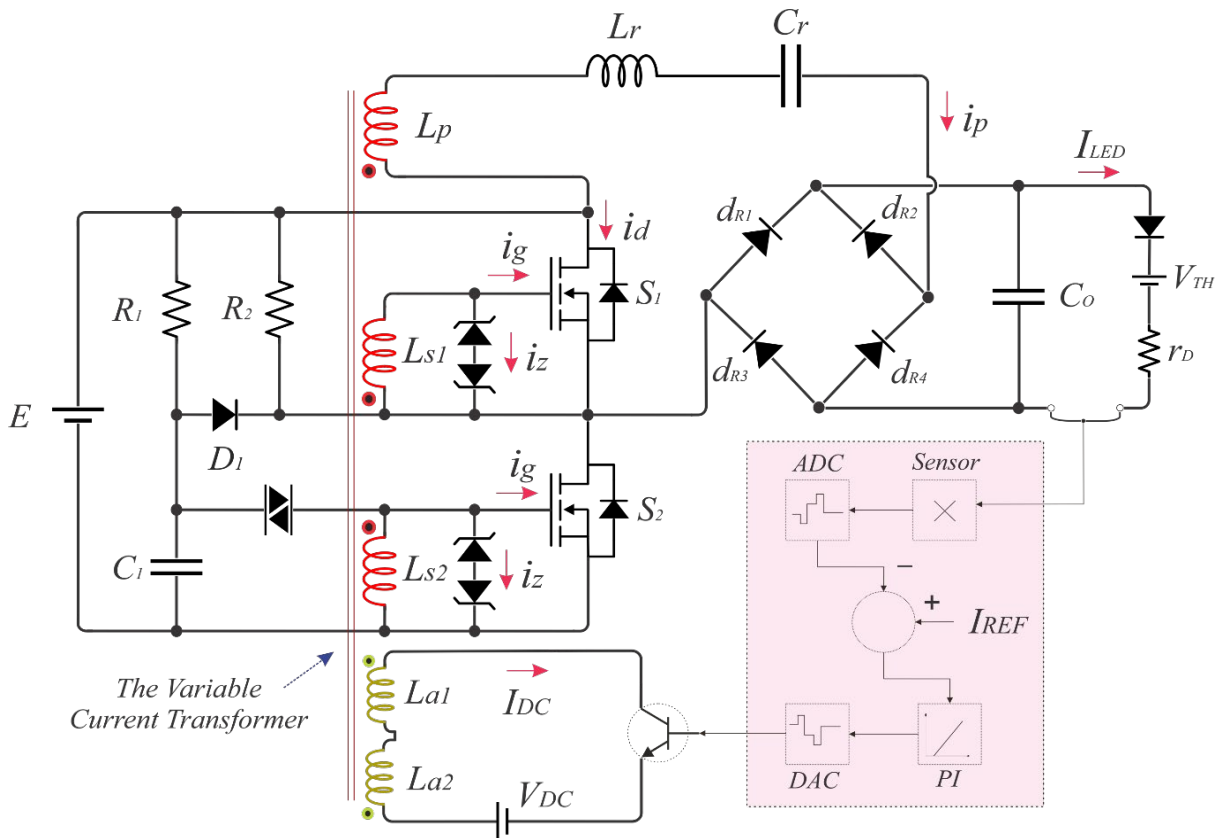 Lr
Cr
Lp
ip
ILED
id
dR1
dR2
ig
S1
VTH
R1
R2
Co
Ls1
iz
dR3
dR4
rD
E
D1
ADC
Sensor
ig
S2
C1
Ls2
iz
−
+
IREF
The Variable
Current Transformer
La1
IDC
La2
VDC
DAC
PI